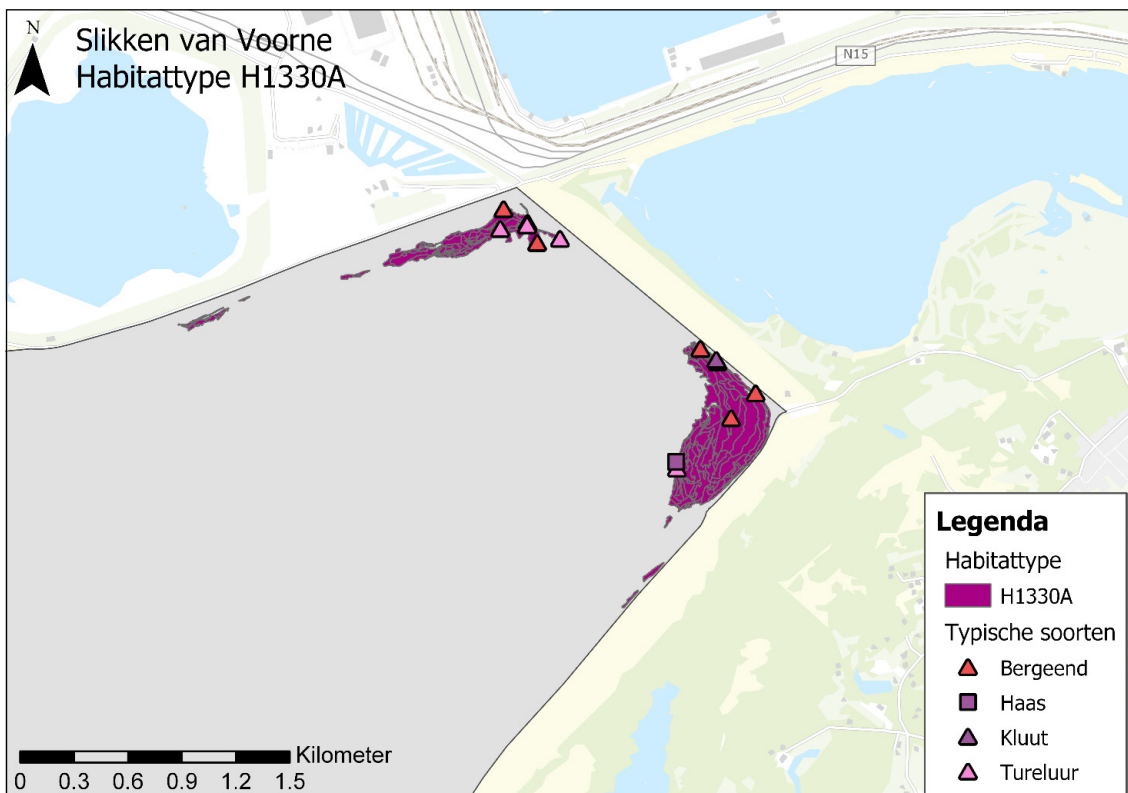 N
Slikken van Voorne
Habitattype H1330A
N15
Legenda
Habitattype
H1330A
Typische soorten
Bergeend
Haas
Kluut
Tureluur
Kilometer
0 0.3 0.6 0.9 1.2 1.5